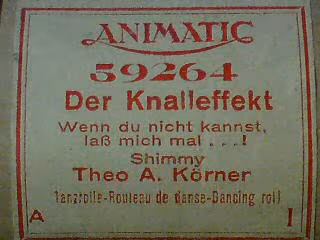 ANIMATIC
59264
Der Knalleffekt
Wenn du nicht kannst,
laß mich mal . . . !
Shimmy
Theo A. Körner
Tanzrolle-Rouleau de danse-Dancing roll
A I